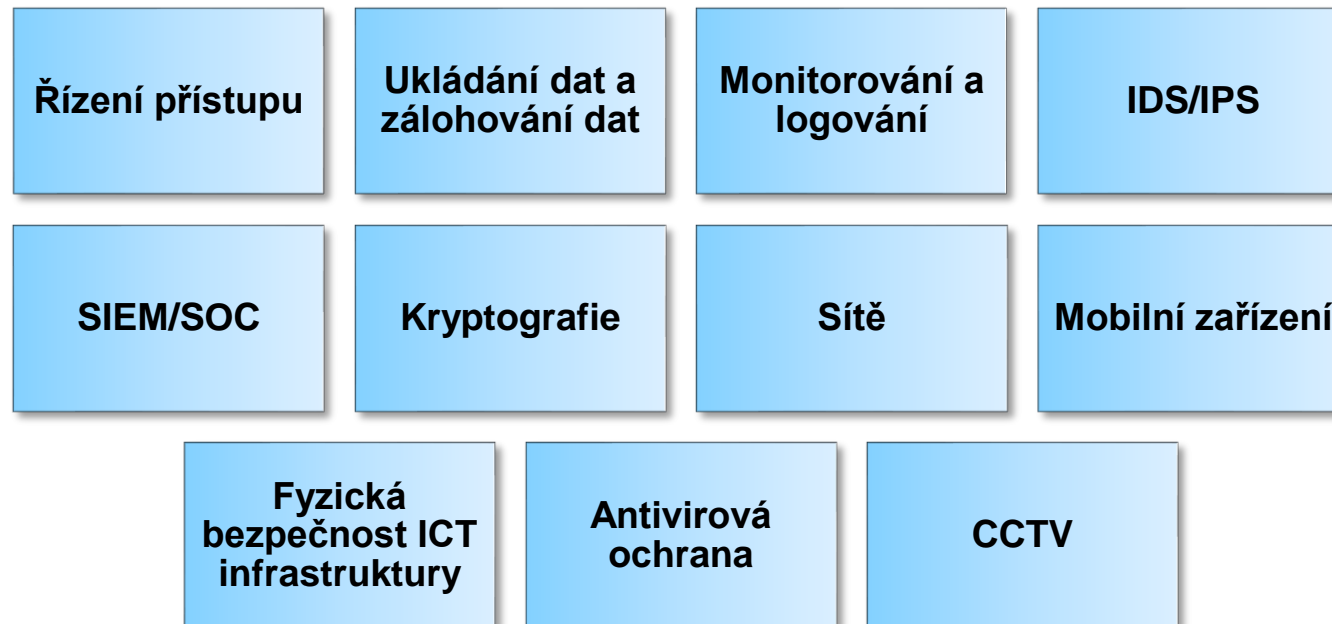 Řízení přístupu
Ukládání dat a
zálohování dat
Monitorování a
logování
IDS/IPS
SIEM/SOC
Kryptografie
Sítě
Mobilní zařízení
Fyzická
bezpečnost ICT
infrastruktury
Antivirová
ochrana
CCTV